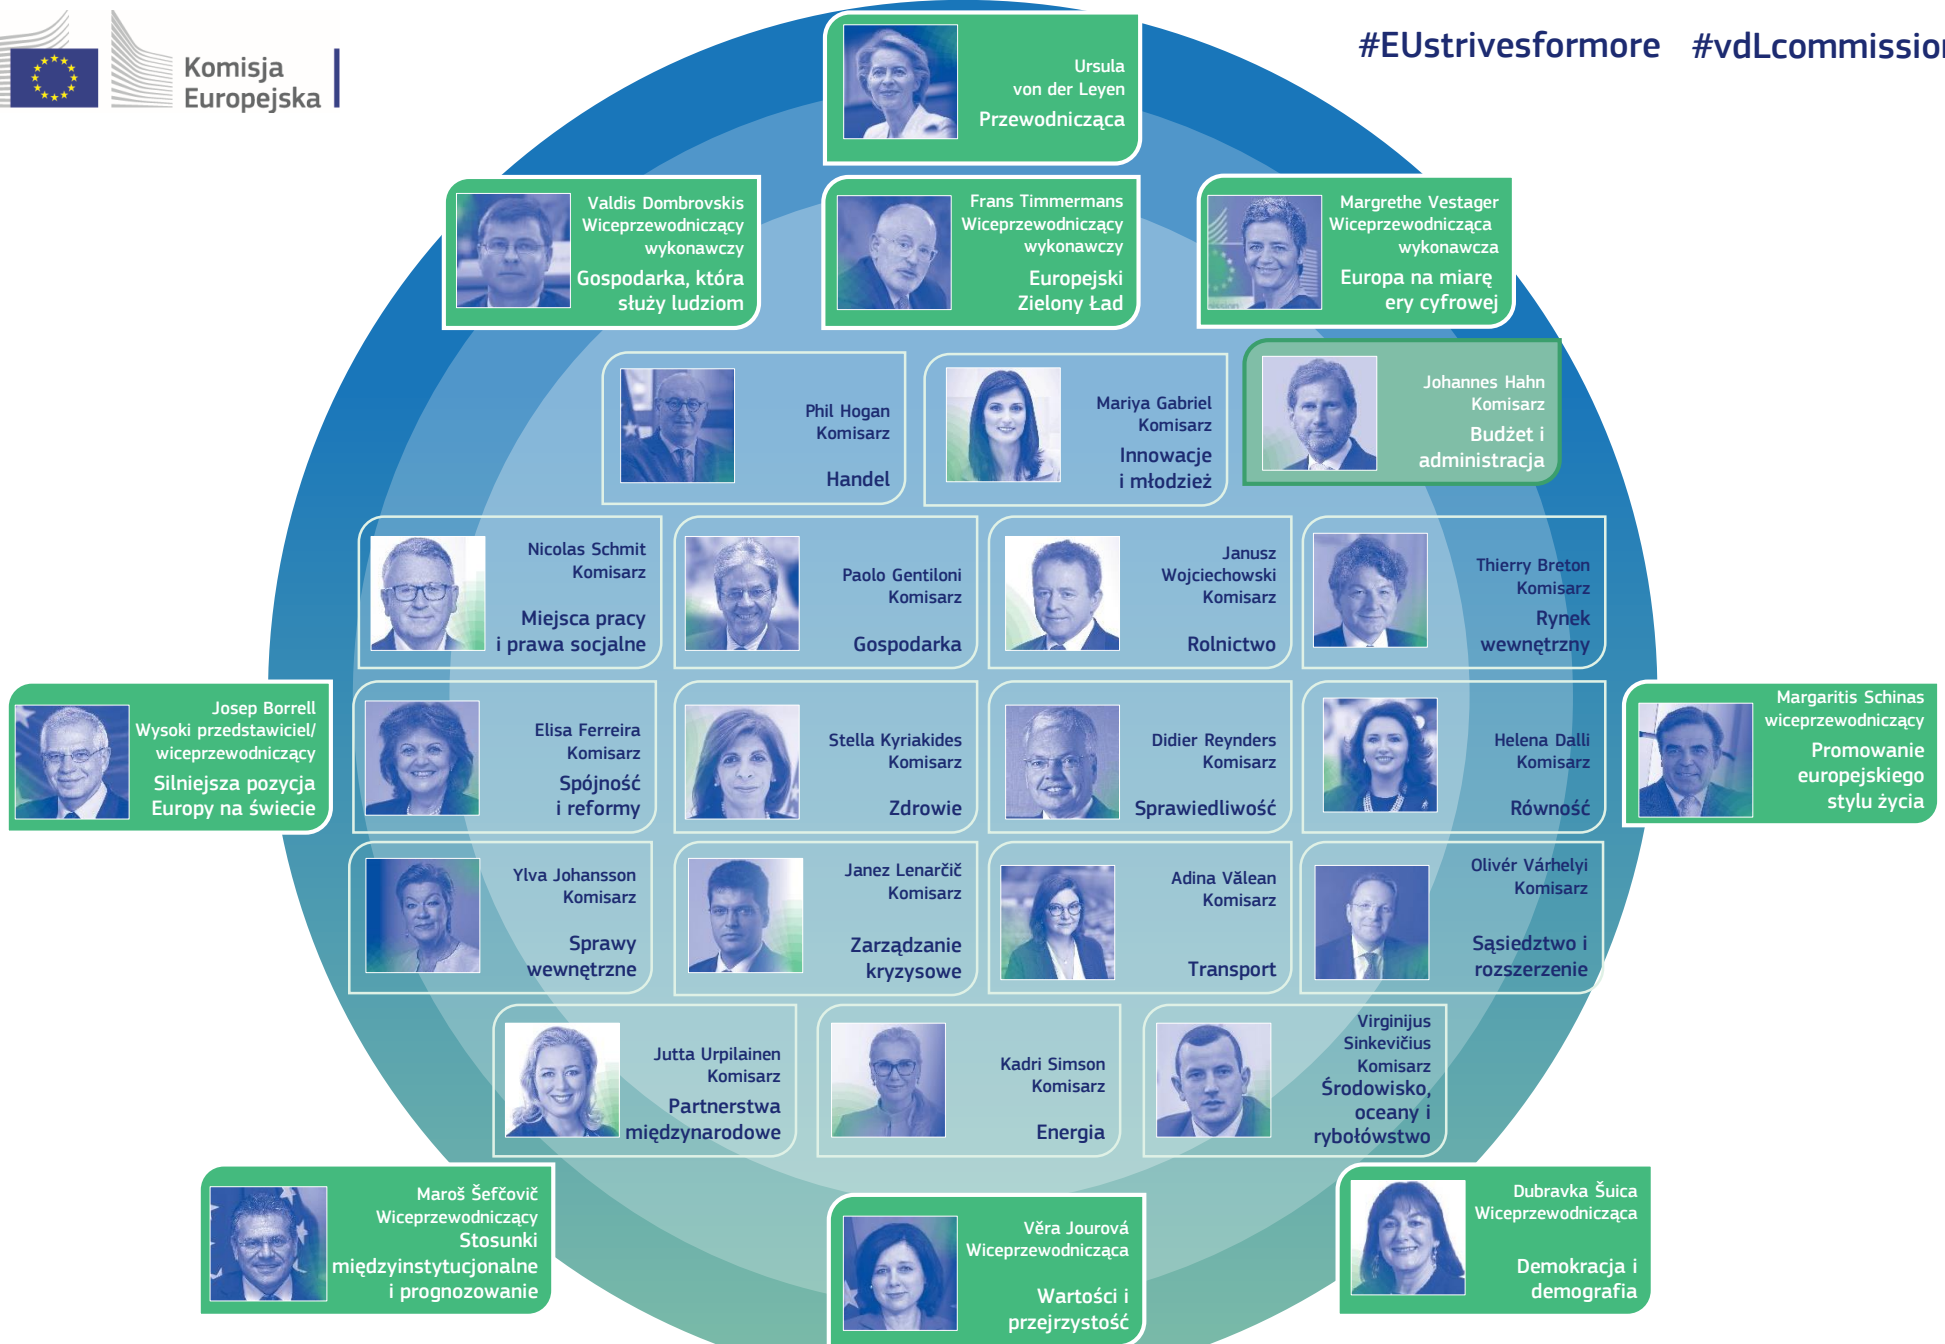 Komisja
Europejska
#EUstrivesformore #vdLcommission
Ursula
von der Leyen
Przewodnicząca
Valdis Dombrovskis
Wiceprzewodniczący
wykonawczy
Gospodarka, która
służy ludziom
Frans Timmermans
Wiceprzewodniczący
wykonawczy
Europejski
Zielony Ład
Margrethe Vestager
Wiceprzewodnicząca
wykonawcza
Europa na miarę
ery cyfrowej
Phil Hogan
Komisarz
Handel
Mariya Gabriel
Komisarz
Innowacje
i młodzież
Johannes Hahn
Komisarz
Budżet i
administracja
Nicolas Schmit
Komisarz
Miejsca pracy
i prawa socjalne
Paolo Gentiloni
Komisarz
Gospodarka
Janusz
Wojciechowski
Komisarz
Rolnictwo
Thierry Breton
Komisarz
Rynek
wewnętrzny
Josep Borrell
Wysoki przedstawiciel/
wiceprzewodniczący
Silniejsza pozycja
Europy na świecie
Elisa Ferreira
Komisarz
Spójność
i reformy
Stella Kyriakides
Komisarz
Zdrowie
Didier Reynders
Komisarz
Sprawiedliwość
Helena Dalli
Komisarz
Równość
Margaritis Schinas
wiceprzewodniczący
Promowanie
europejskiego
stylu życia
Ylva Johansson
Komisarz
Sprawy
wewnętrzne
Janez Lenarčič
Komisarz
Zarządzanie
kryzysowe
Adina Vălean
Komisarz
Transport
Olivér Várhelyi
Komisarz
Sąsiedztwo i
rozszerzenie
Jutta Urpilainen
Komisarz
Partnerstwa
międzynarodowe
Kadri Simson
Komisarz
Energia
Virginijus
Sinkevičius
Komisarz
Środowisko,
oceany i
rybołówstwo
Maroš Šefčovič
Wiceprzewodniczący
Stosunki
międzyinstytucjonalne
i prognozowanie
Věra Jourová
Wiceprzewodnicząca
Wartości i
przejrzystość
Dubravka Šuica
Wiceprzewodnicząca
Demokracja i
demografia